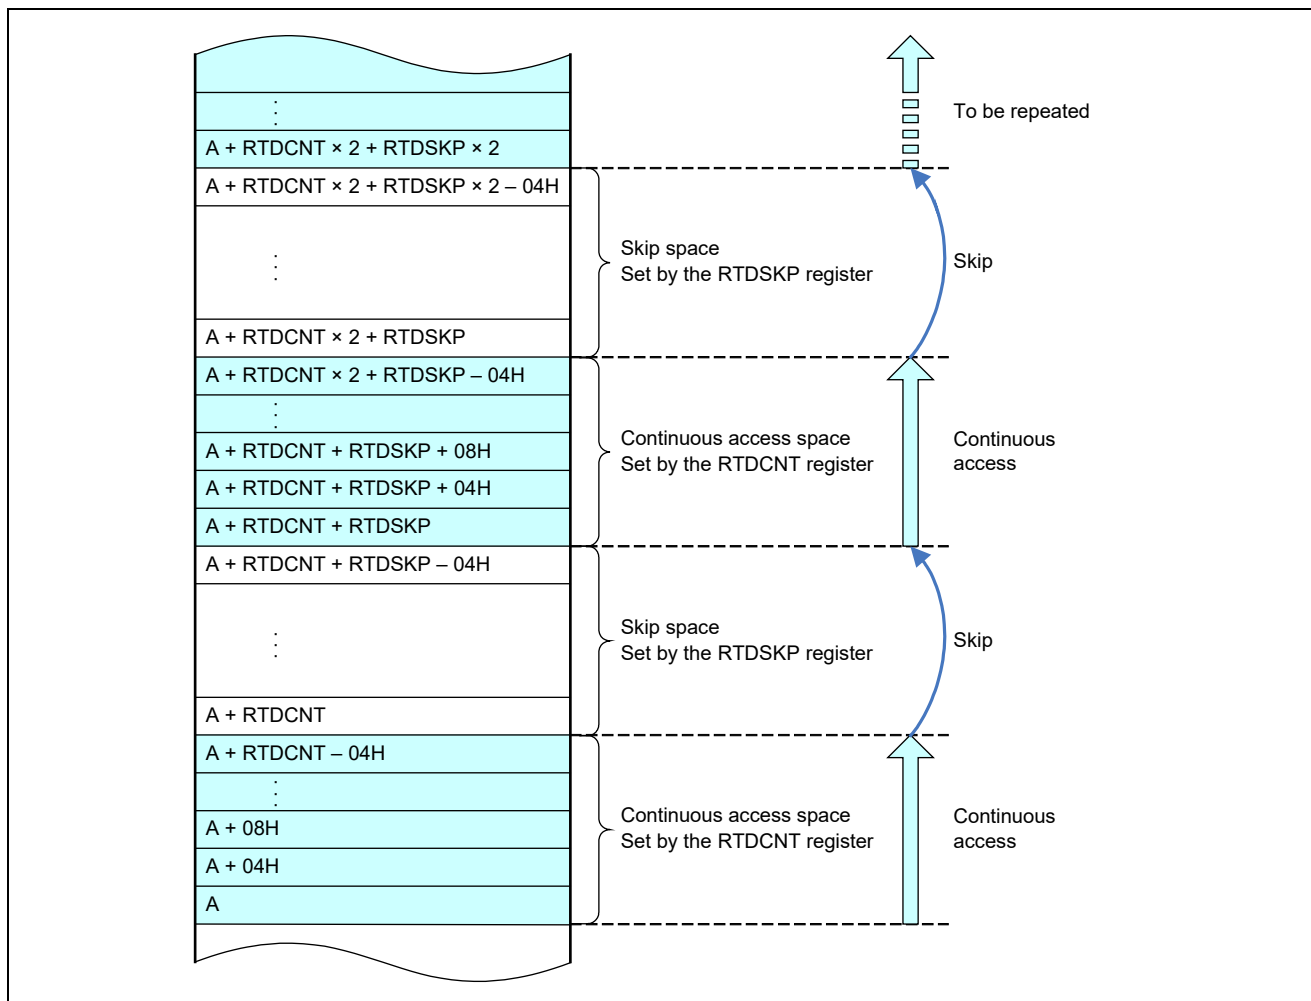 To be repeated
A + RTDCNT × 2 + RTDSKP × 2
A + RTDCNT × 2 + RTDSKP × 2 – 04H
Skip space
Set by the RTDSKP register
Skip
A + RTDCNT × 2 + RTDSKP
A + RTDCNT × 2 + RTDSKP – 04H
A + RTDCNT + RTDSKP + 08H
A + RTDCNT + RTDSKP + 04H
A + RTDCNT + RTDSKP
Continuous access space
Set by the RTDCNT register
Continuous
access
A + RTDCNT + RTDSKP – 04H
Skip space
Set by the RTDSKP register
Skip
A + RTDCNT
A + RTDCNT – 04H
A + 08H
A + 04H
A
Continuous access space
Set by the RTDCNT register
Continuous
access